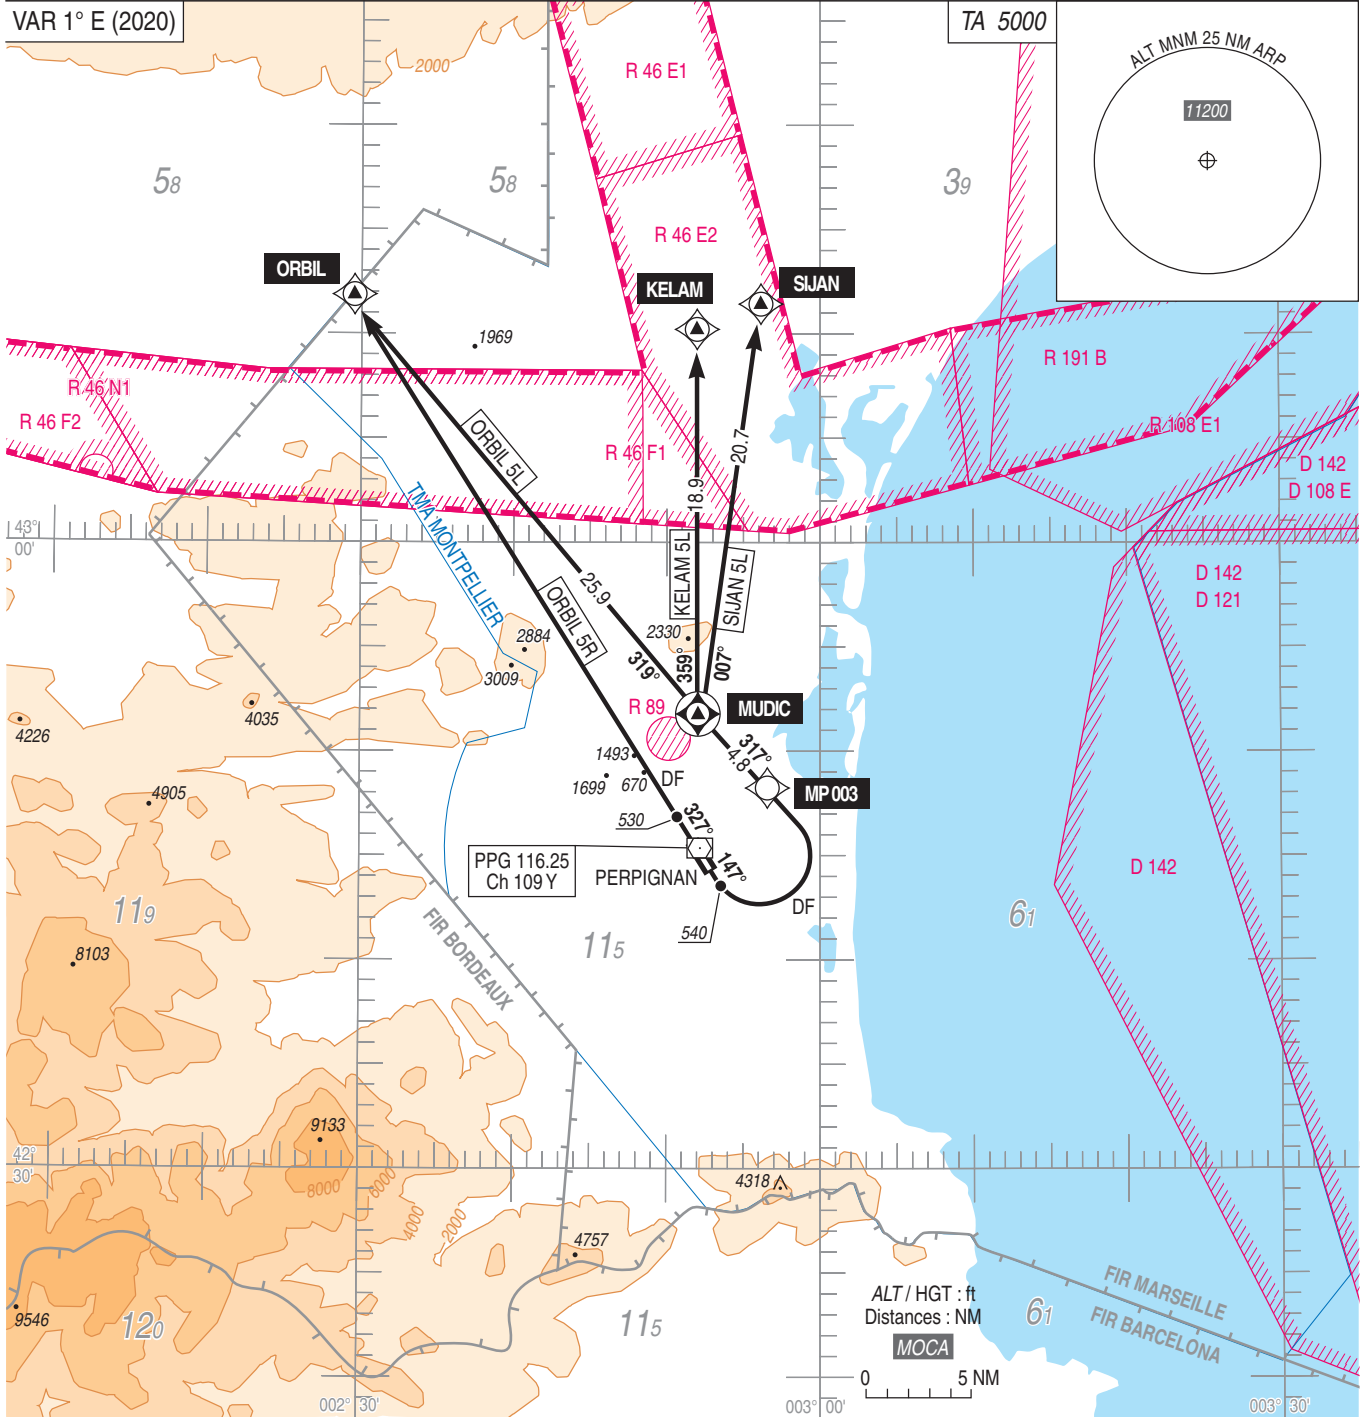 VAR 1° E (2020)
TA 5000
ALT MNM 25 NM ARP
11200
2000
R 46 E1
58
58
39
R 46 E2
ORBIL
KELAM
SIJAN
1969
R 191 B
R 46 N1
R 46 F2
R 108 E1
ORBIL 5L
20.7
R 46 F1
D 142
D 108 E
18.9
TMA MONTPELLIER
43°
00'
KELAM 5L
SIJAN 5L
25.9
ORBIL 5R
D 142
D 121
2330
2884
3009
319°
359°
007°
4035
4226
R 89
MUDIC
317°
4.8
1493
DF
1699
670
MP 003
4905
530
327°
PPG 116.25
Ch 109 Y
PERPIGNAN
147°
D 142
DF
119
61
540
115
FIR BORDEAUX
8103
9133
42°
30'
8000
6000
4000
2000
4318
4757
FIR MARSEILLE
FIR BARCELONA
ALT / HGT : ft
Distances : NM
MOCA
61
9546
120
115
0 5 NM
002° 30'
003° 00'
003° 30'